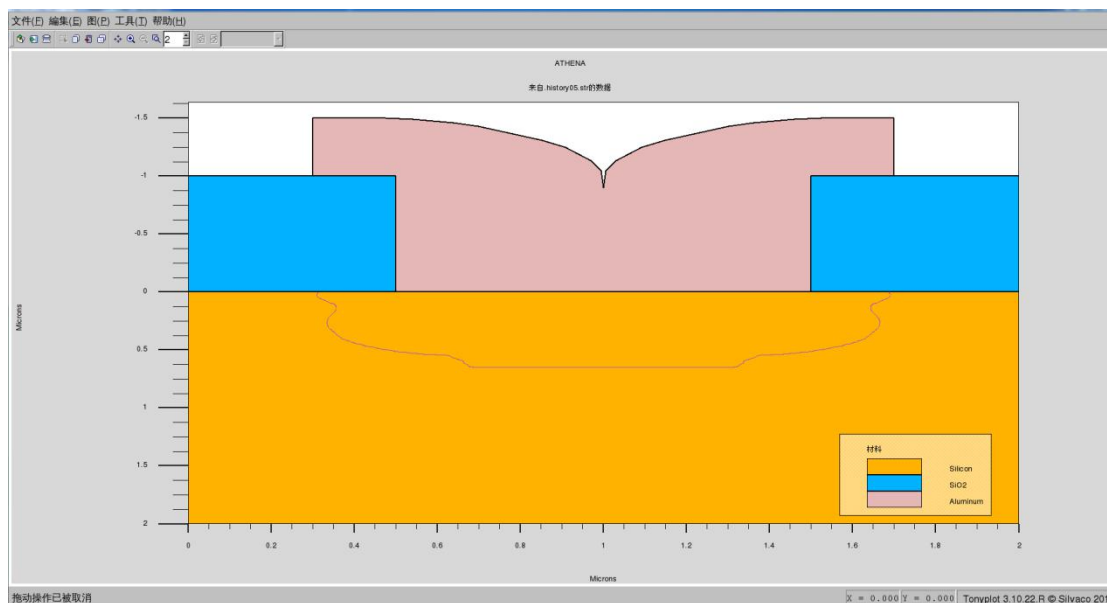 文件(F) 編集(E) 图(P) 工具(T) 帮助(H)
2
ATHENA
来自.history05.str的数据
-1.5
-1
-0.5
0
0.5
1
1.5
2
Microns
材料
Silicon
SiO2
Aluminum
0 0.2 0.4 0.6 0.8 1 1.2 1.4 1.6 1.8 2
Microns
拖动操作已被取消
X = 0.000 Y = 0.000 Tonyplot 3.10.22.R © Silvaco 201